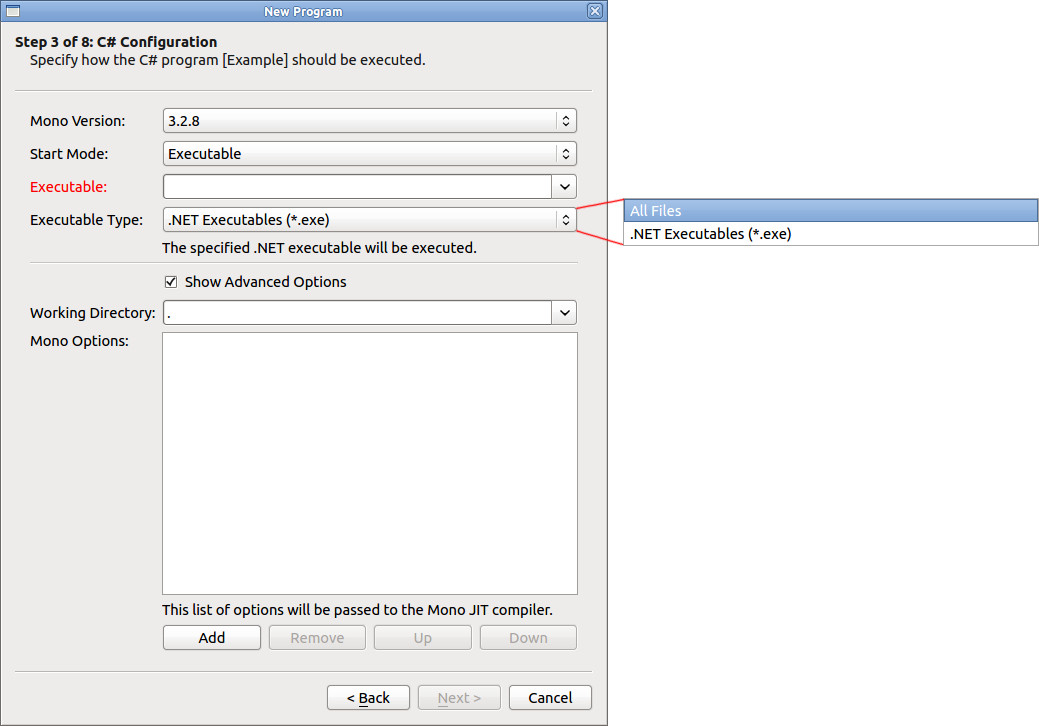 New Program
Step 3 of 8: C# Configuration
Specify how the C# program [Example] should be executed.
Mono Version: 3.2.8
Start Mode: Executable
Executable:
Executable Type: .NET Executables (*.exe)
All Files
.NET Executables (*.exe)
The specified .NET executable will be executed.
Show Advanced Options
Working Directory: .
Mono Options:
This list of options will be passed to the Mono JIT compiler.
Add Remove Up Down
< Back Next > Cancel